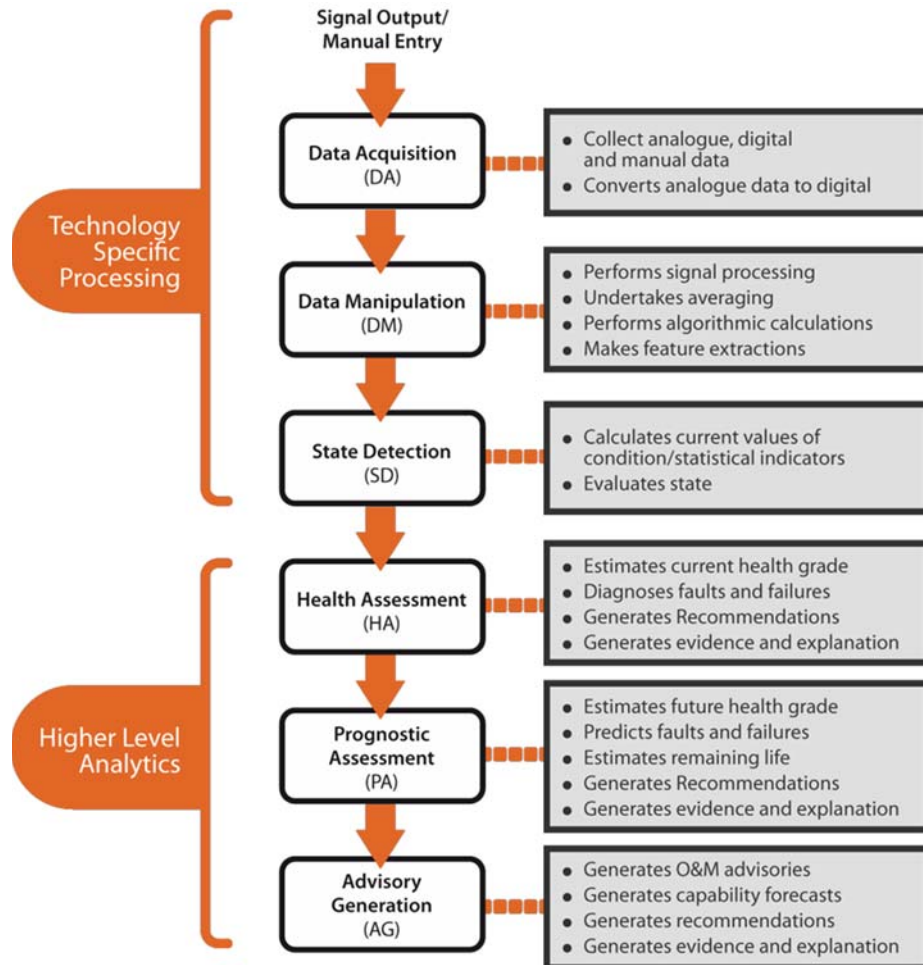 Signal Output/
Manual Entry
Technology
Specific
Processing
Data Acquisition
(DA)
● Collect analogue, digital
and manual data
● Converts analogue data to digital
Data Manipulation
(DM)
● Performs signal processing
● Undertakes averaging
● Performs algorithmic calculations
● Makes feature extractions
State Detection
(SD)
● Calculates current values of
condition/statistical indicators
● Evaluates state
Higher Level
Analytics
Health Assessment
(HA)
● Estimates current health grade
● Diagnoses faults and failures
● Generates Recommendations
● Generates evidence and explanation
Prognostic
Assessment
(PA)
● Estimates future health grade
● Predicts faults and failures
● Estimates remaining life
● Generates Recommendations
● Generates evidence and explanation
Advisory
Generation
(AG)
● Generates O&M advisories
● Generates capability forecasts
● Generates recommendations
● Generates evidence and explanation